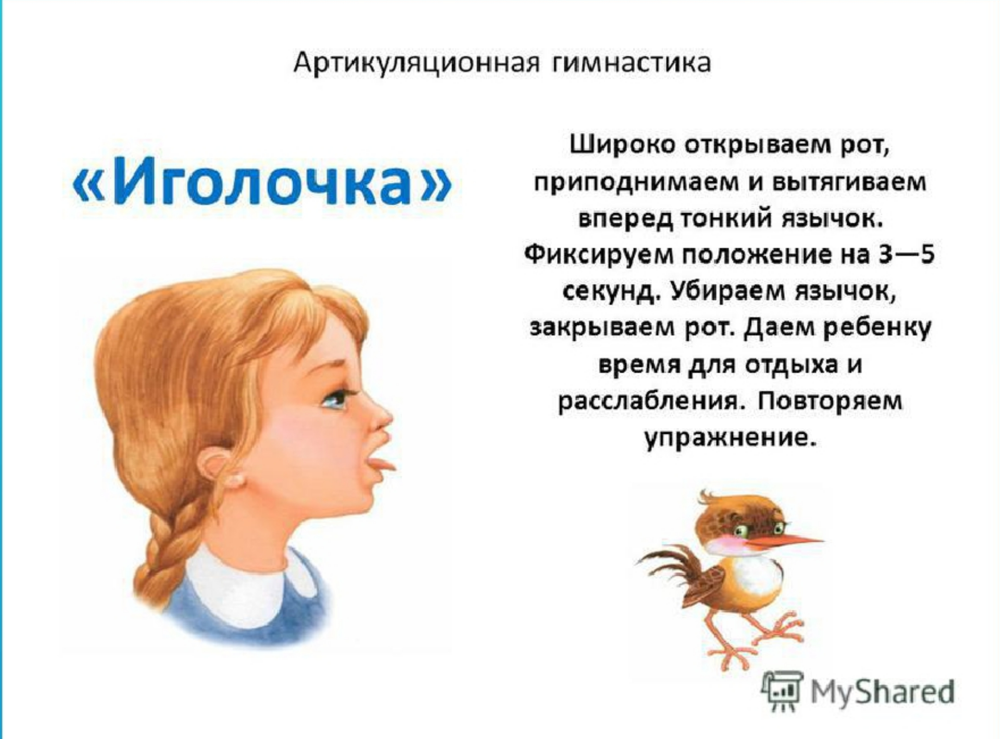 Артикуляционная гимнастика
«Иголочка»
Широко открываем рот,
приподнимаем и вытягиваем
вперед тонкий язычок.
Фиксируем положение на 3—5
секунд. Убираем язычок,
закрываем рот. Даем ребенку
время для отдыха и
расслабления. Повторяем
упражнение.
MyShared